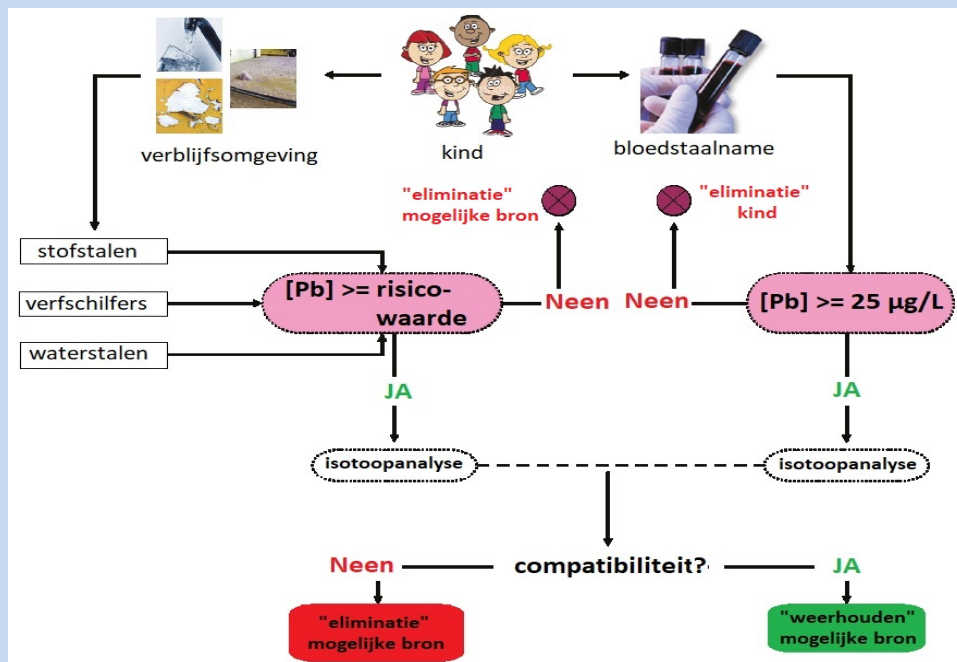 verblijfsomgeving
kind
bloedstaalname
"eliminatie"
mogelijke bron
"eliminatie"
kind
stofstalen
verfschilfers
waterstalen
[Pb] >= risico-
waarde
Neen
Neen
[Pb] >= 25 µg/L
JA
JA
isotoopanalyse
isotoopanalyse
Neen
compatibiliteit?
JA
"eliminatie"
mogelijke bron
"weerhouden"
mogelijke bron